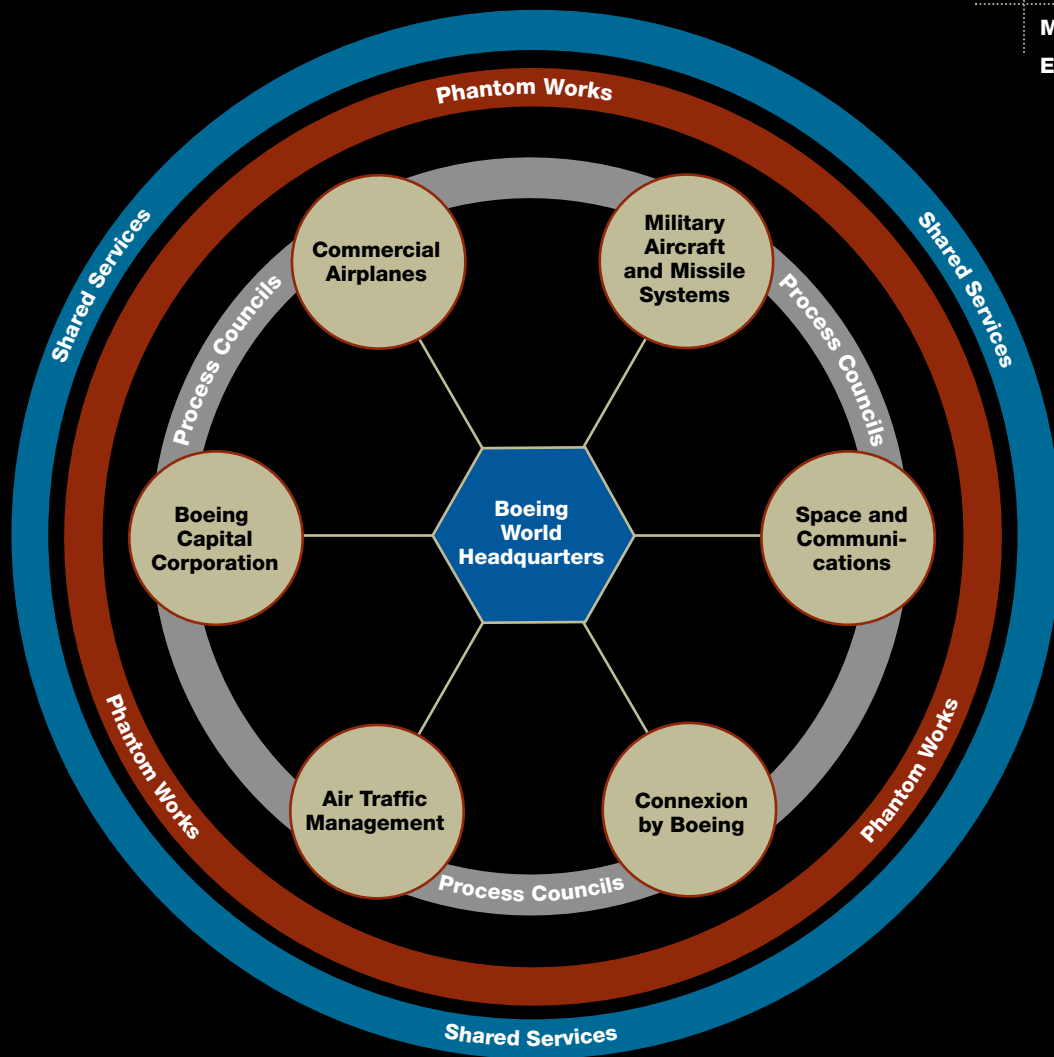 M
E
Phantom Works
Shared Services
Shared Services
Commercial
Airplanes
Military
Aircraft
and Missile
Systems
Process Councils
Process Councils
Boeing
Capital
Corporation
Boeing
World
Headquarters
Space and
Communi-
cations
Phantom Works
Phantom Works
Air Traffic
Management
Connexion
by Boeing
Process Councils
Shared Services